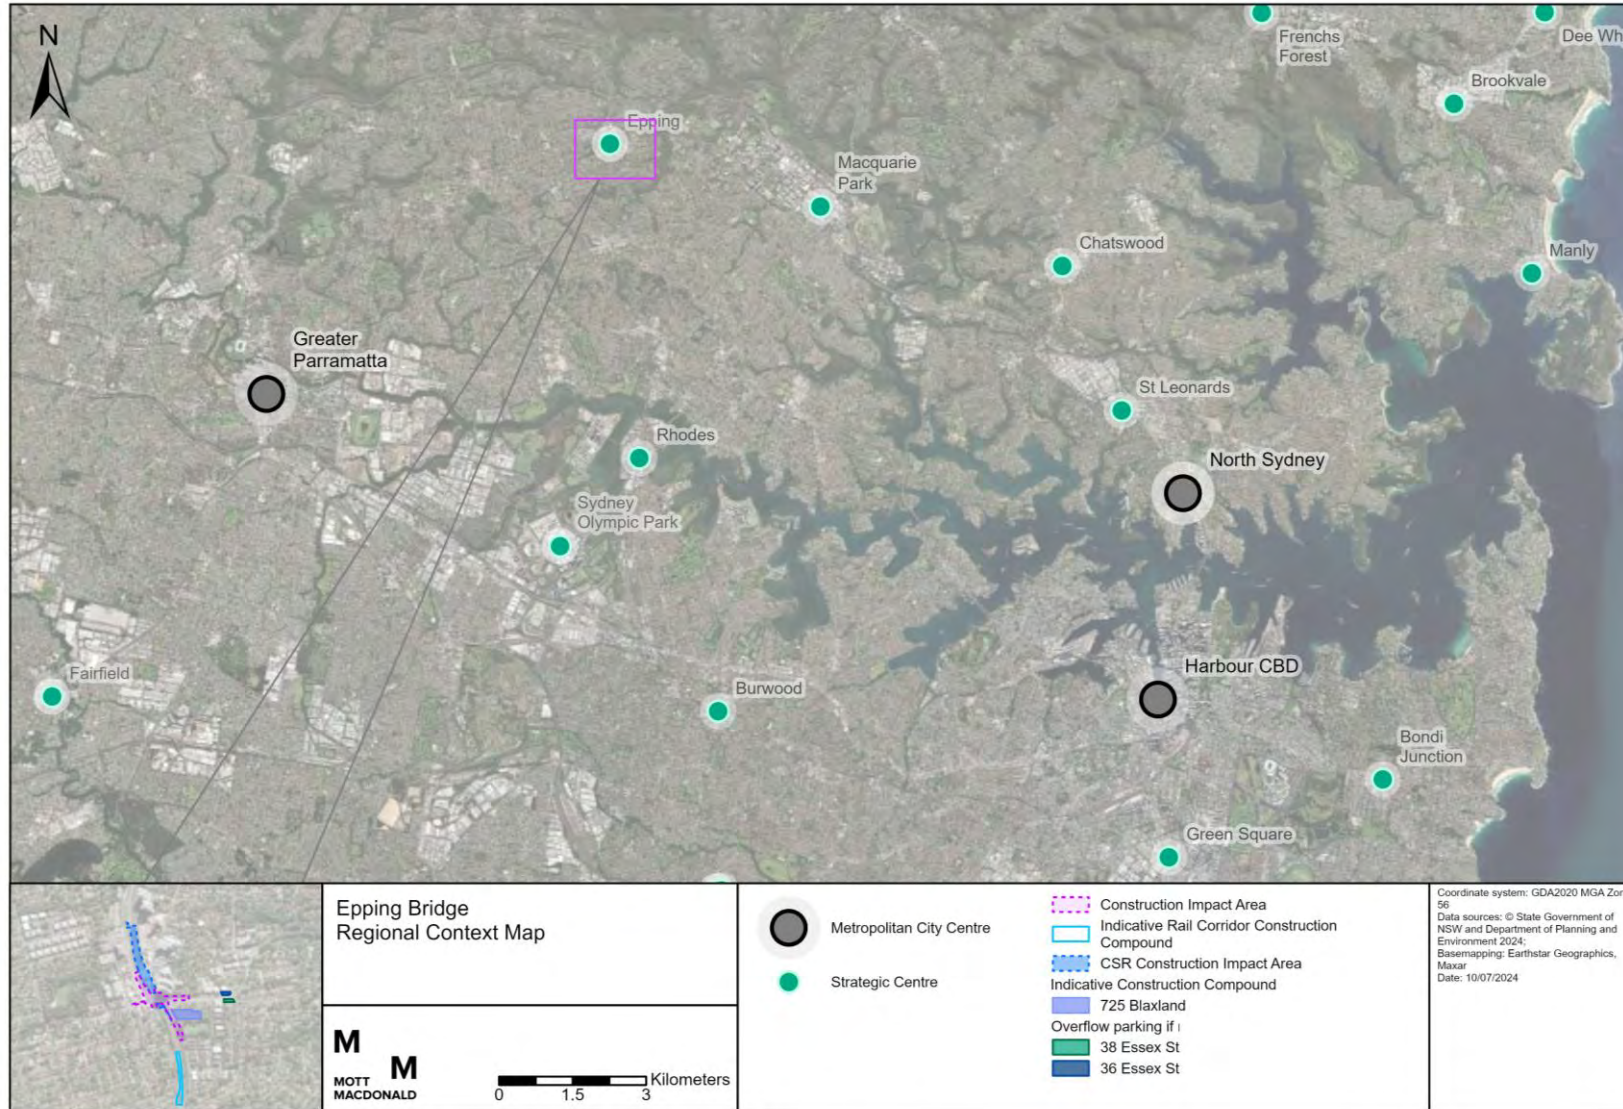 N
Frenchs
Forest
Dee Wh
Brookvale
Epping
Macquarie
Park
Chatswood
Manly
Greater
Parramatta
St Leonards
Rhodes
North Sydney
Sydney
Olympic Park
Fairfield
Burwood
Harbour CBD
Bondi
Junction
Green Square
Epping Bridge
Regional Context Map
M
M
MOTT
MACDONALD
0 1.5 3 Kilometers
Metropolitan City Centre
Strategic Centre
Construction Impact Area
Indicative Rail Corridor Construction
Compound
CSR Construction Impact Area
Indicative Construction Compound
725 Blaxland
Overflow parking if
38 Essex St
36 Essex St
Coordinate system: GDA2020 MGA Zon
56
Data sources: © State Government of
NSW and Department of Planning and
Environment 2024;
Basemapping: Earthstar Geographics,
Maxar
Date: 10/07/2024